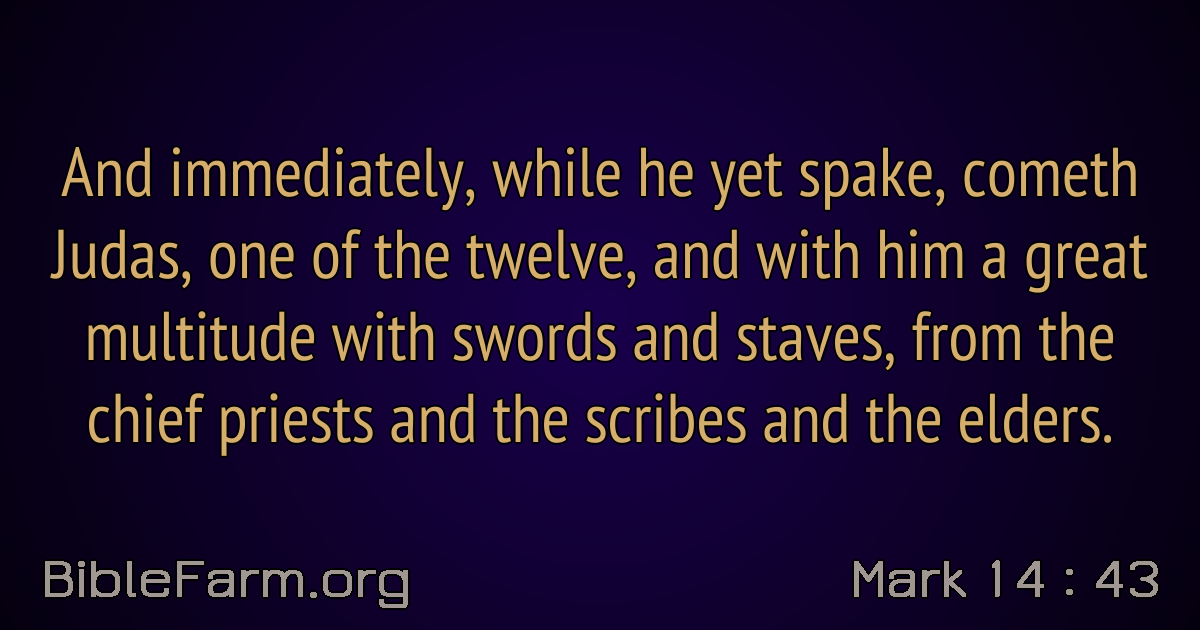 And immediately, while he yet spake, cometh
Judas, one of the twelve, and with him a great
multitude with swords and staves, from the
chief priests and the scribes and the elders.
BibleFarm.org
Mark 14 : 43